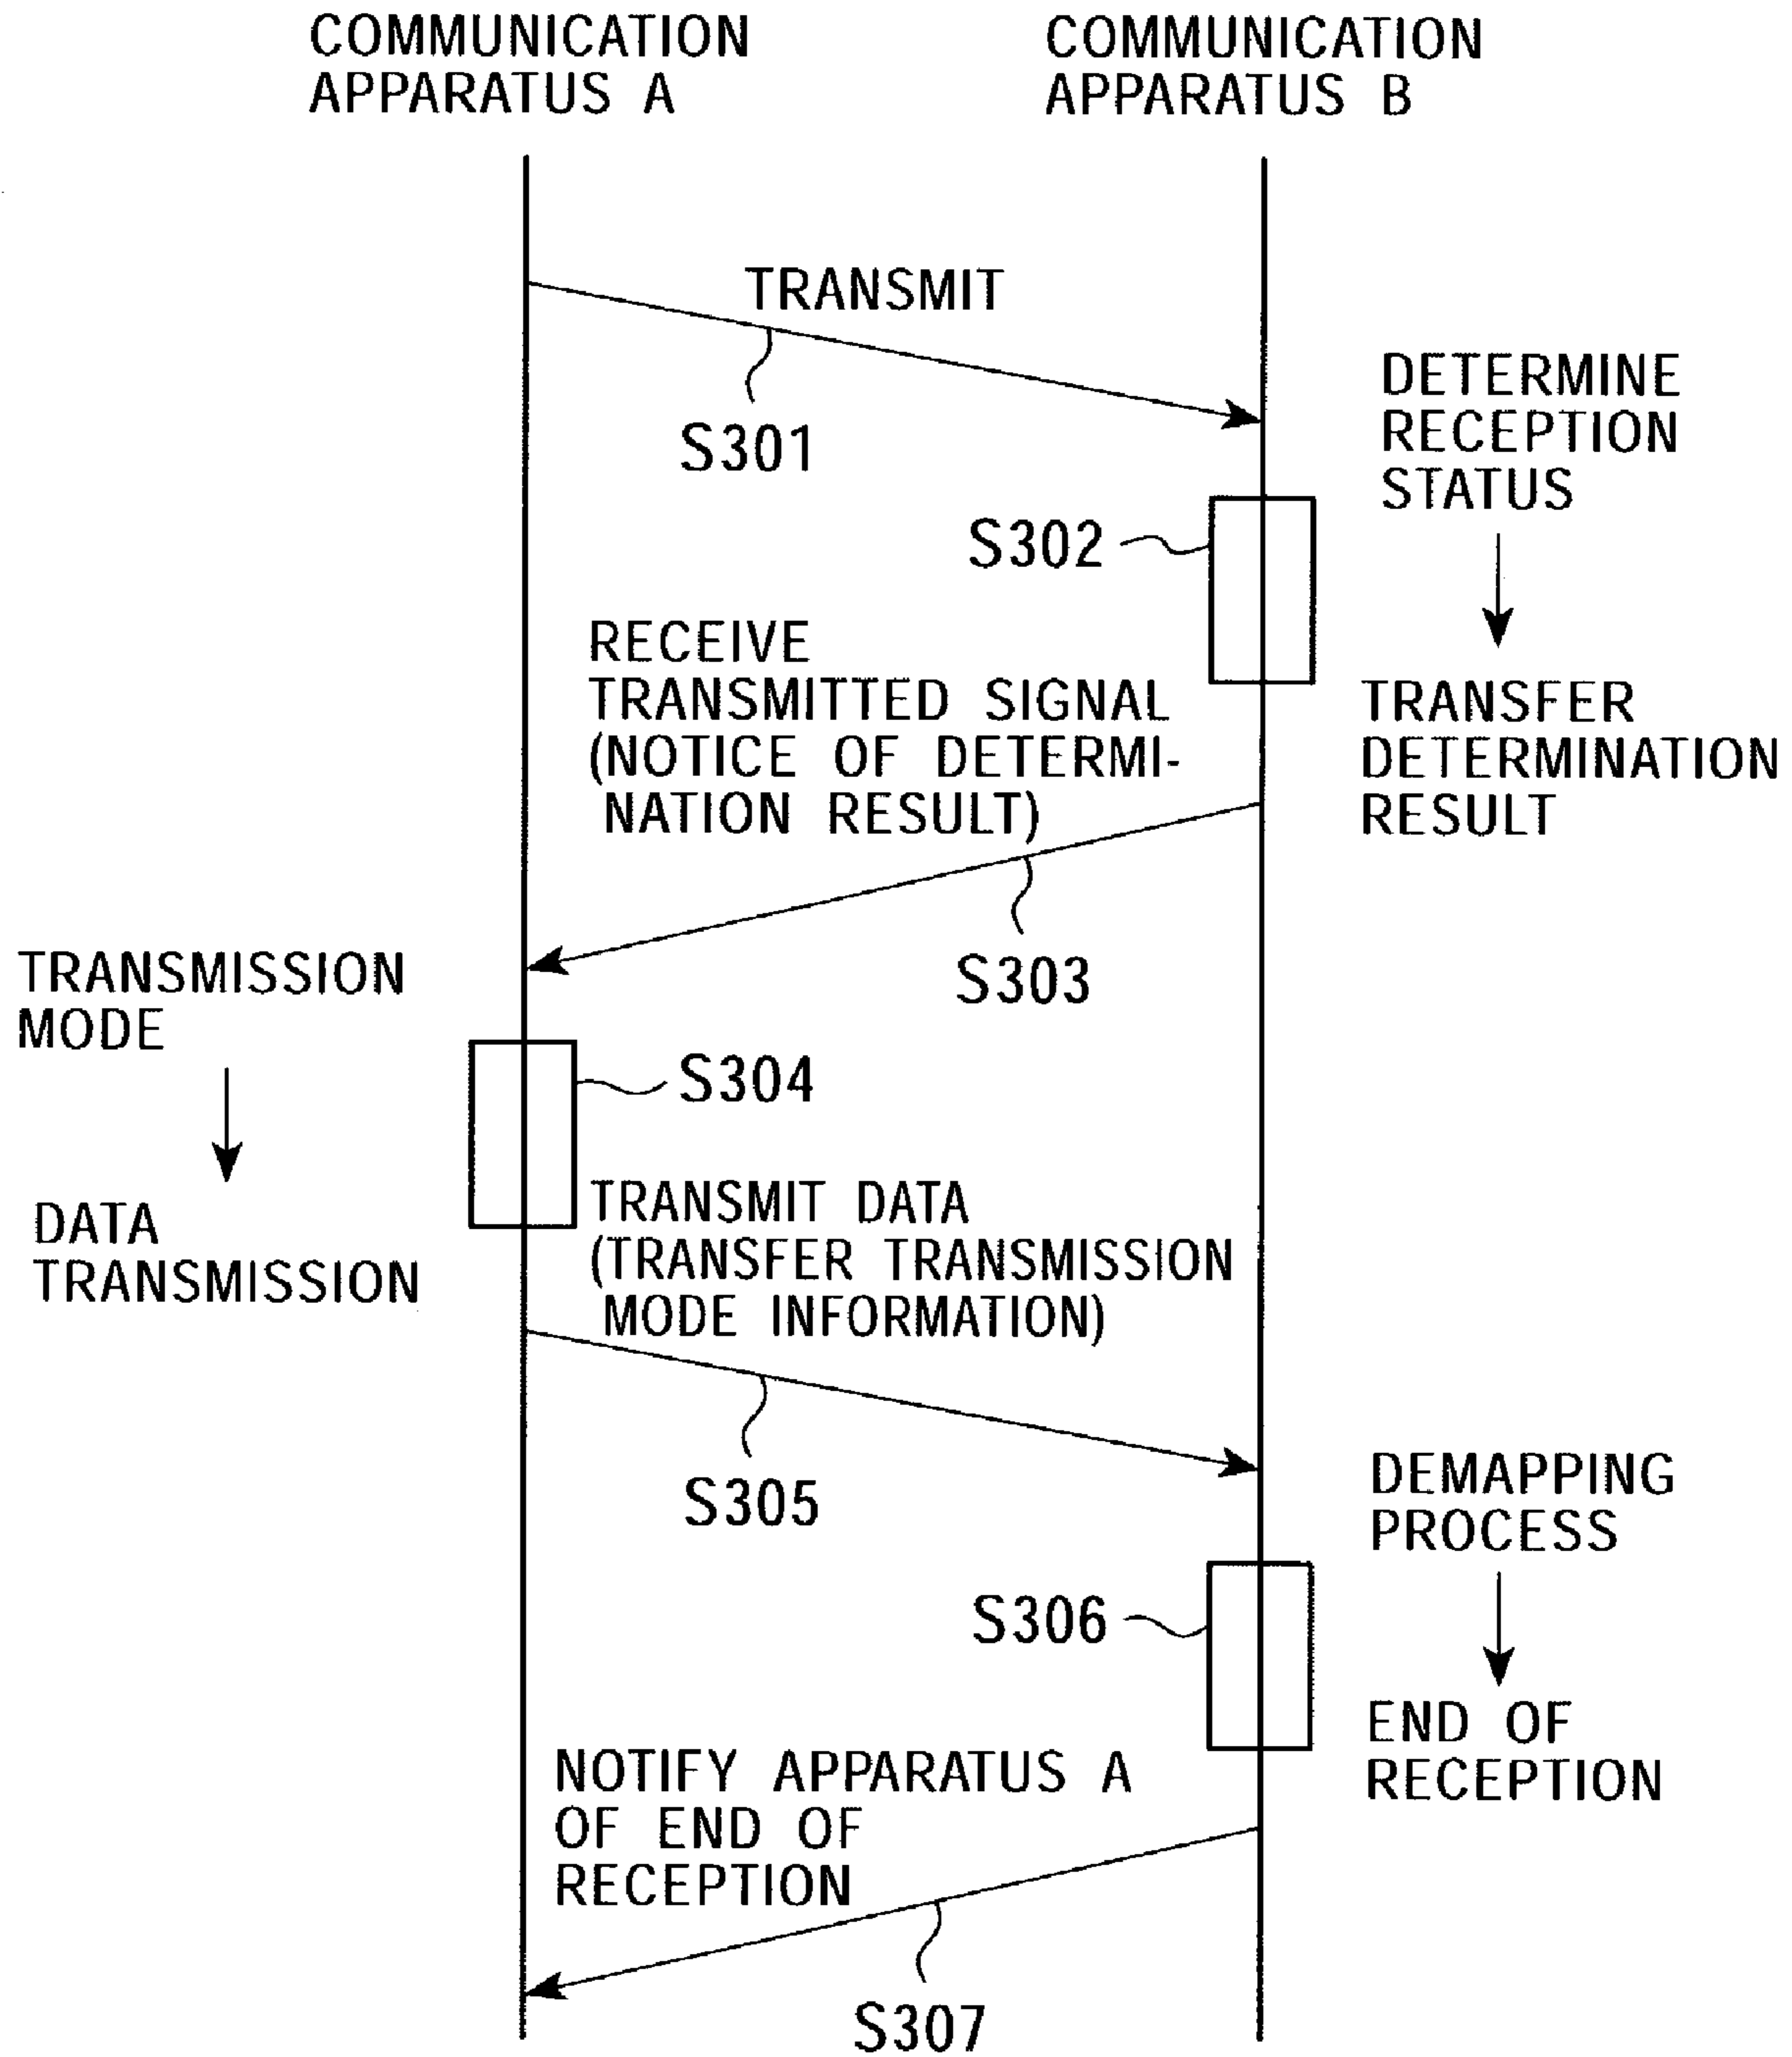 COMMUNICATION
APPARATUS A
COMMUNICATION
APPARATUS B
TRANSMIT
S301
DETERMINE
RECEPTION
STATUS
S302
TRANSFER
DETERMINATION
RESULT
RECEIVE
TRANSMITTED SIGNAL
(NOTICE OF DETERMI-
NATION RESULT)
S303
TRANSMISSION
MODE
S304
DATA
TRANSMISSION
TRANSMIT DATA
(TRANSFER TRANSMISSION
MODE INFORMATION)
S305
DEMAPPING
PROCESS
S306
END OF
RECEPTION
NOTIFY APPARATUS A
OF END OF
RECEPTION
S307